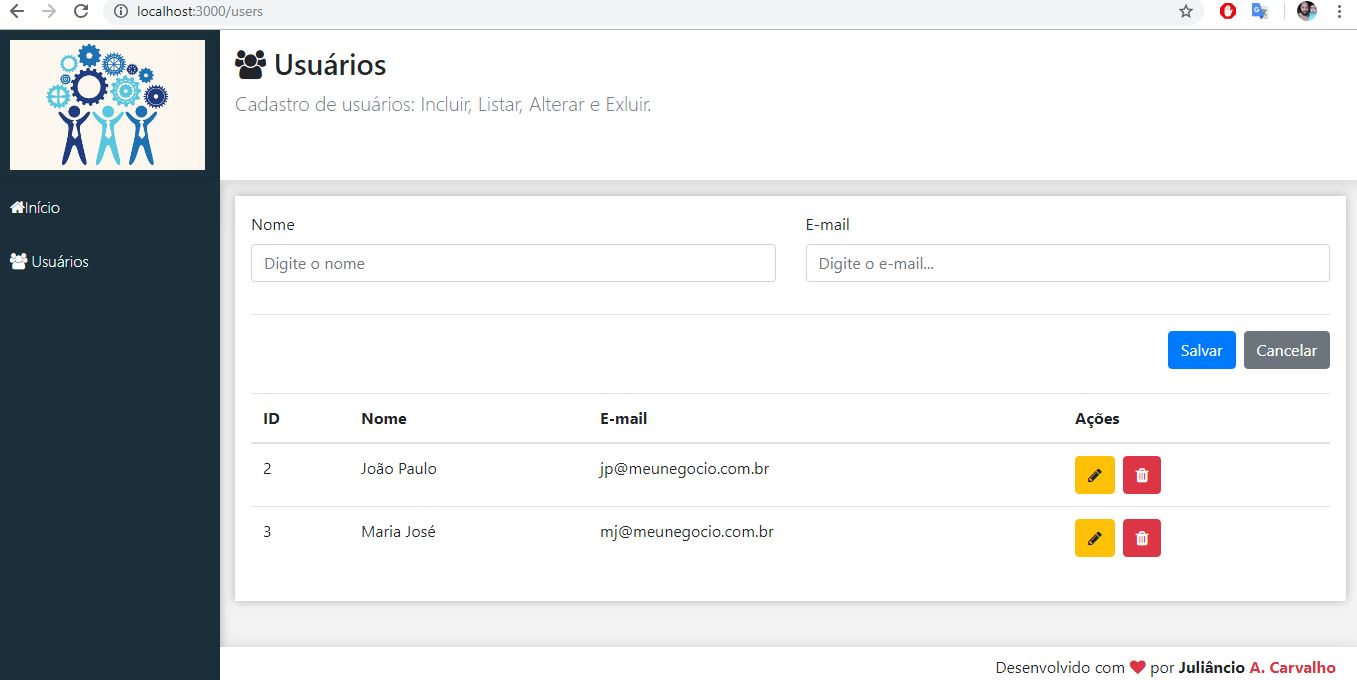 localhost:3000/users
Usuários
Cadastro de usuários: Incluir, Listar, Alterar e Exluir.
Início
Usuários
Nome
E-mail
Digite o nome
Digite o e-mail...
Salvar
Cancelar
ID Nome E-mail Ações
2 João Paulo jp@meunegocio.com.br
3 Maria José mj@meunegocio.com.br
Desenvolvido com ❤ por Juliâncio A. Carvalho